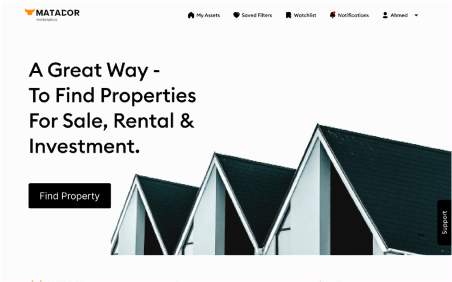 MATADOR
marketplace
My Assets
Saved Filters
Watchlist
Notifications
Ahmed
A Great Way -
To Find Properties
For Sale, Rental &
Investment.
Find Property
Support